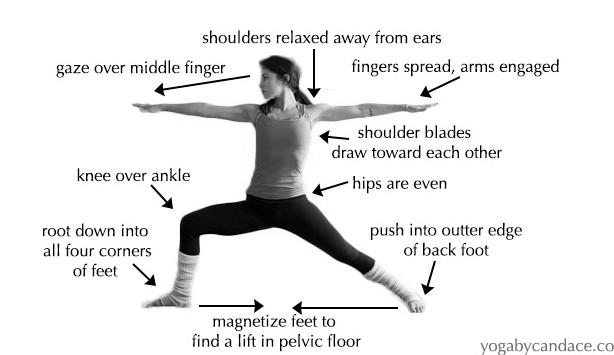 shoulders relaxed away from ears
gaze over middle finger
fingers spread, arms engaged
shoulder blades
draw toward each other
knee over ankle
hips are even
root down into
all four corners
of feet
push into outter edge
of back foot
magnetize feet to
find a lift in pelvic floor
yogabycandace.co